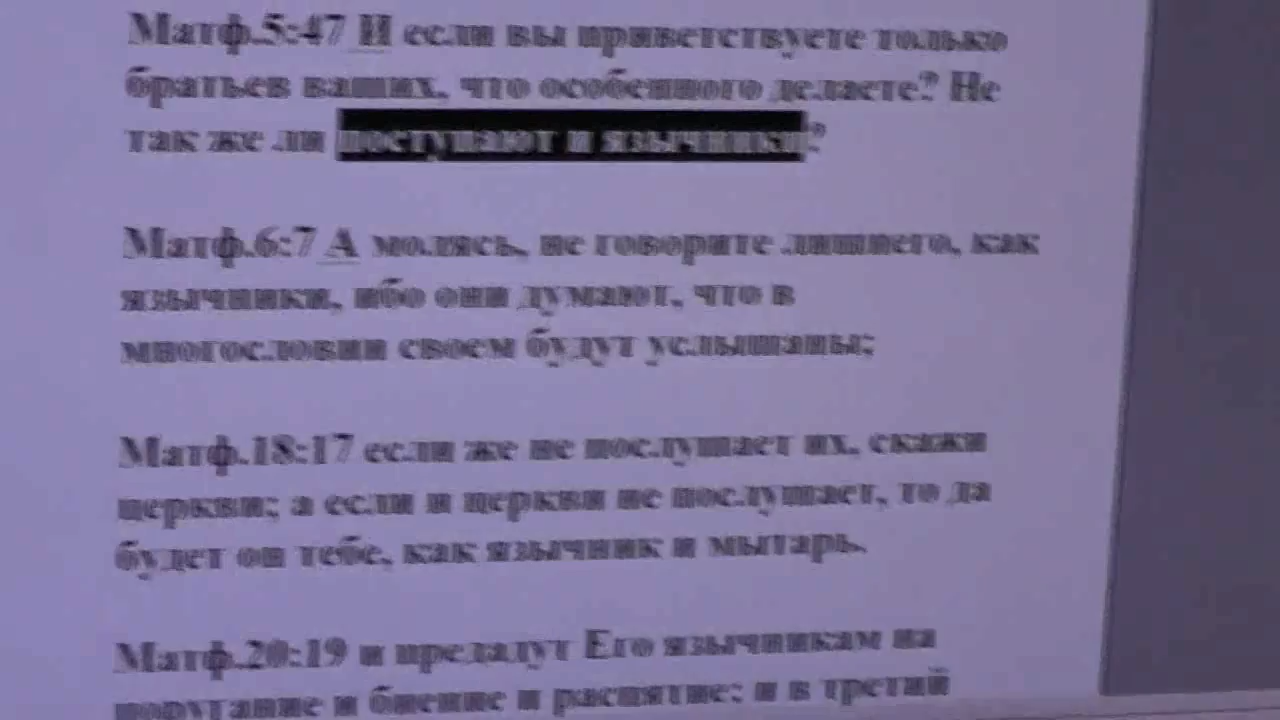 Матф.5:47 И если вы приветствуете только
братьев ваших, что особенного делаете? Не
так же ли поступают и язычники?
Матф.6:7 А молясь, не говорите лишнего, как
язычники, ибо они думают, что в
многословии своем будут услышаны;
Матф.18:17 если же не послушает их, скажи
церкви; а если и церкви не послушает, то да
будет он тебе, как язычник и мытарь.
Матф.20:19 и предадут Его язычникам на
поругание и биение и распятие; и в третий